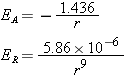 E_A = − 1.436 / r
E_R = 5.86 × 10^−6 / r^9